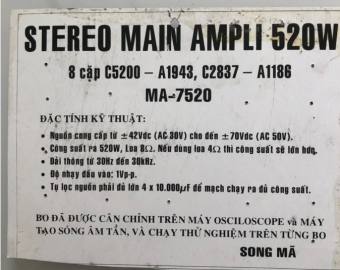 STEREO MAIN AMPLI 520W
8 cặp C5200 – A1943, C2837 – A1186
MA-7520
ĐẶC TÍNH KỸ THUẬT:
• Nguồn cung cấp từ ±42Vdc (AC 30V) cho đến ±70Vdc (AC 50V).
• Công suất ra 520W, Loa 8Ω. Nếu dùng loa 4Ω thì công suất sẽ lớn hơn.
• Dải thông từ 30Hz đến 30kHz.
• Độ nhạy đầu vào: 1Vp-p.
• Tụ lọc nguồn phải đủ lớn 4 x 10.000µF để mạch chạy ra đủ công suất.
BO ĐÃ ĐƯỢC CÂN CHỈNH TRÊN MÁY OSCILOSCOPE và MÁY
TẠO SÓNG ÂM TẦN, VÀ CHẠY THỬ NGHIỆM TRÊN TỪNG BO
SONG MÃ